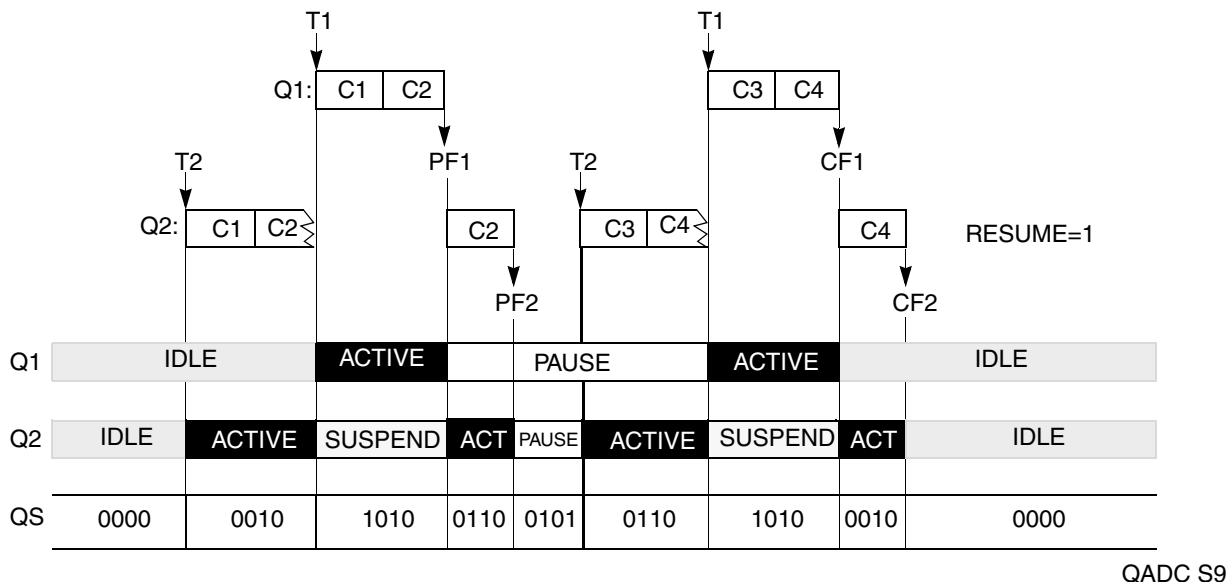 T1 T1
Q1: C1 C2 C3 C4
T2 PF1 T2 CF1
Q2: C1 C2 C2 C3 C4 C4 RESUME=1
PF2 CF2
Q1 IDLE ACTIVE PAUSE ACTIVE IDLE
Q2 IDLE ACTIVE SUSPEND ACT PAUSE ACTIVE SUSPEND ACT IDLE
QS 0000 0010 1010 0110 0101 0110 1010 0010 0000
QADC S9